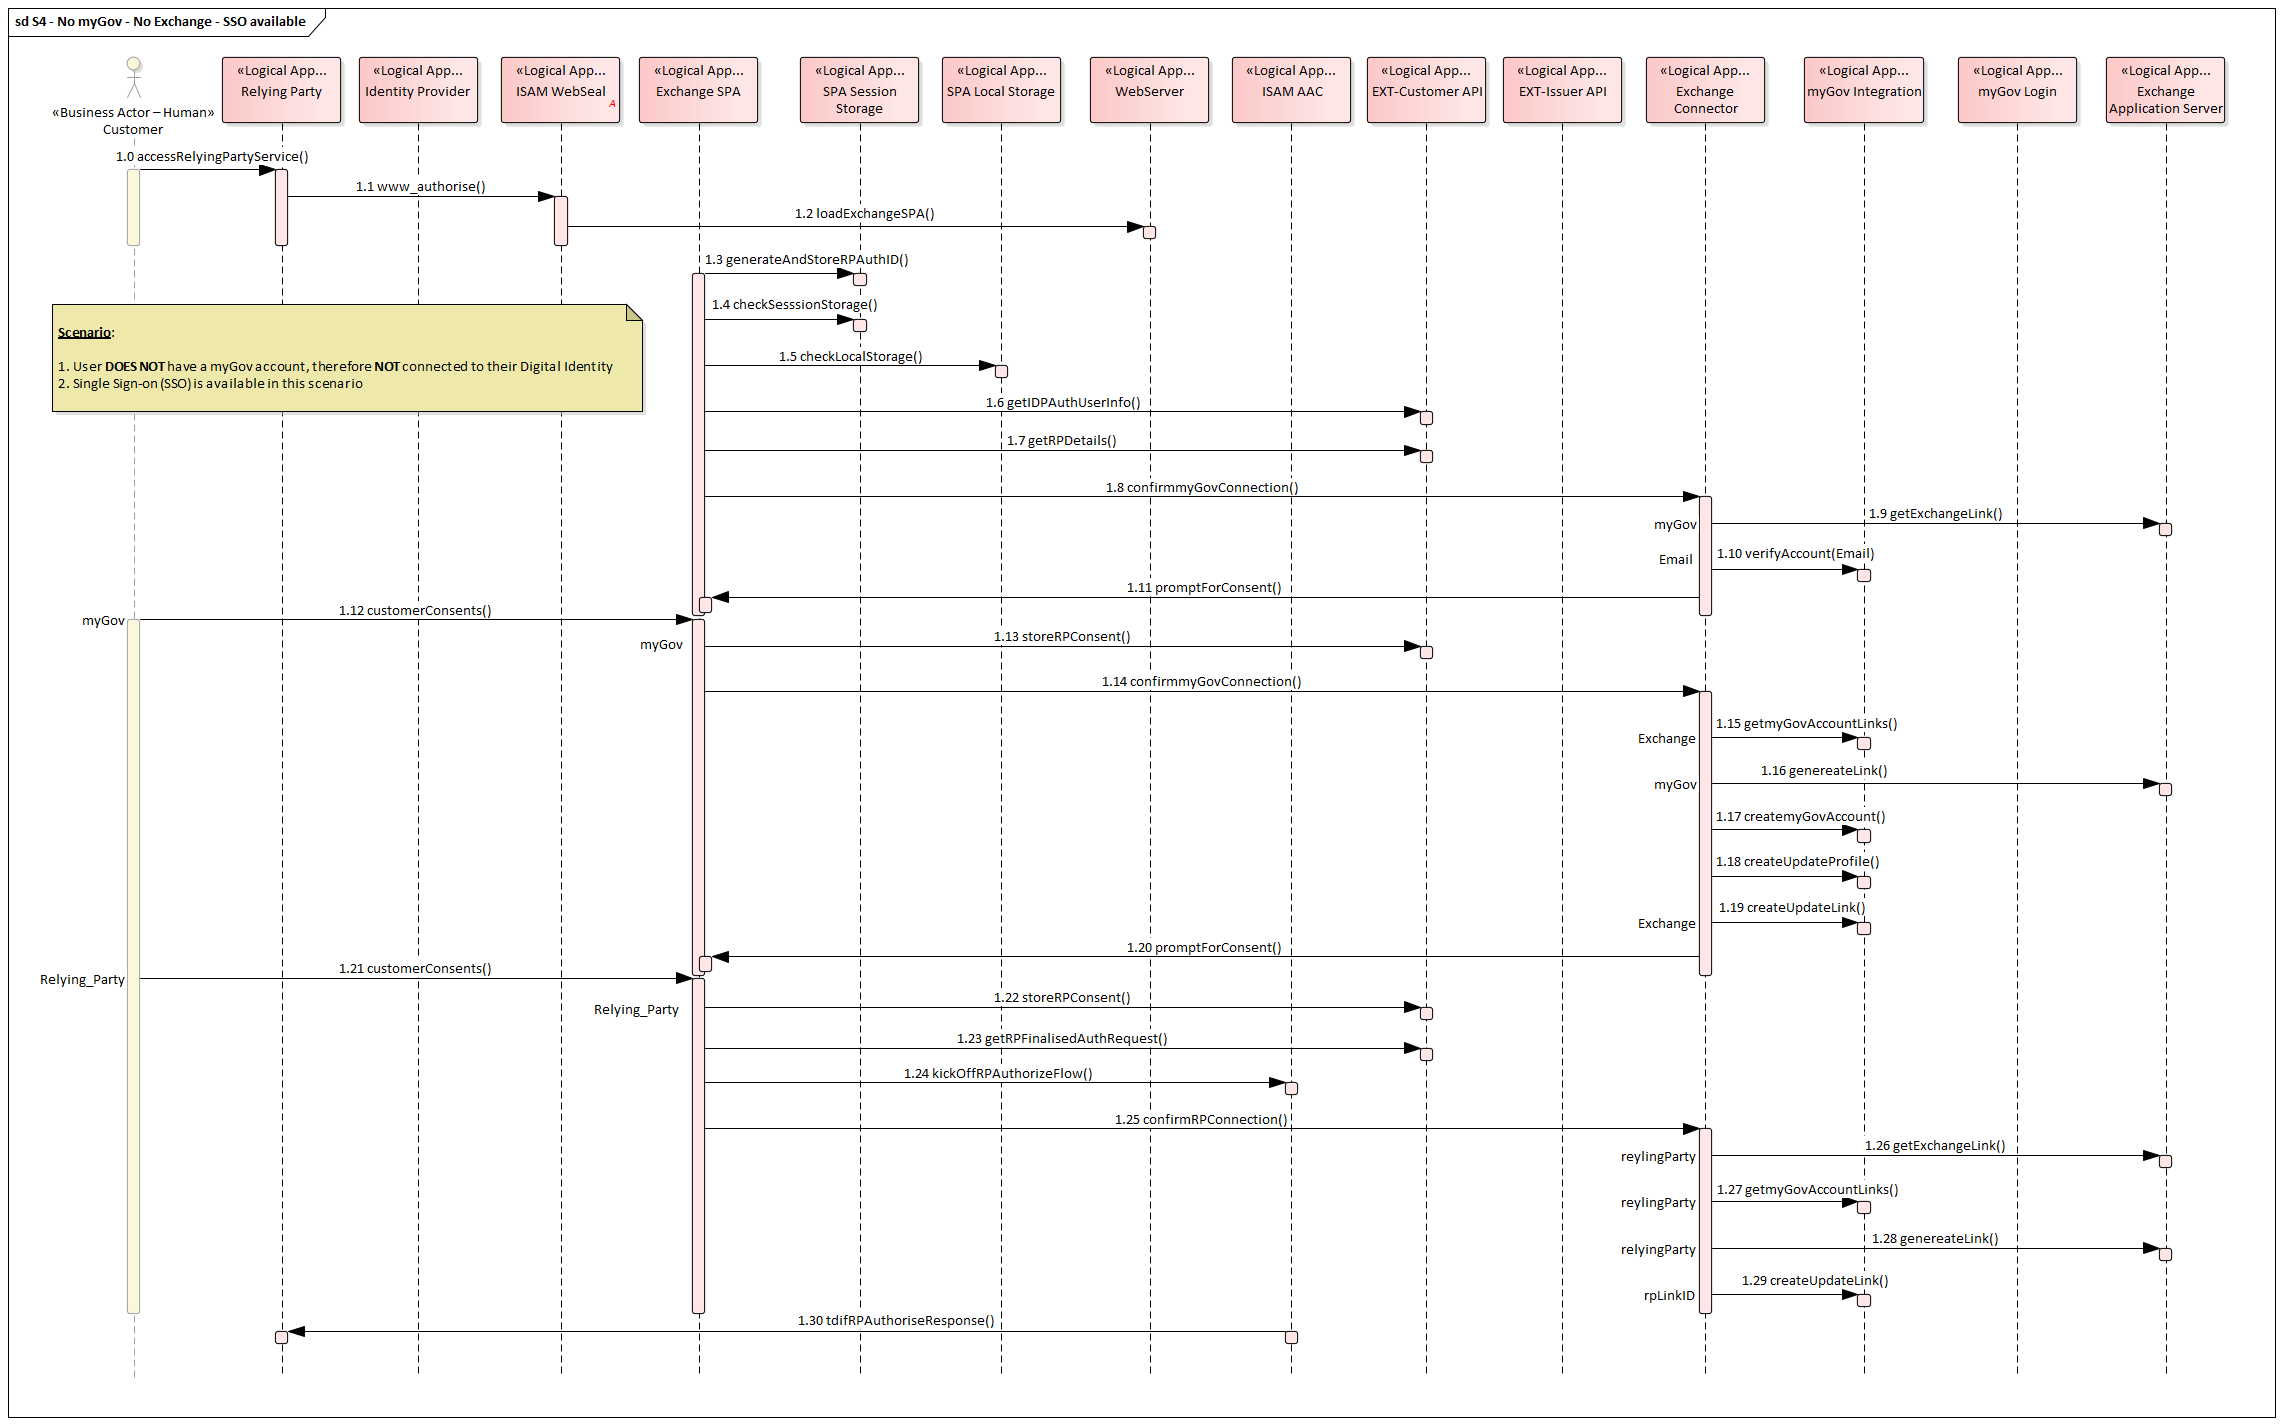 sd S4 - No myGov - No Exchange - SSO available
«Business Actor – Human»
Customer
«Logical App...
Relying Party
«Logical App...
Identity Provider
«Logical App...
ISAM WebSeal
A
«Logical App...
Exchange SPA
«Logical App...
SPA Session
Storage
«Logical App...
SPA Local Storage
«Logical App...
WebServer
«Logical App...
ISAM AAC
«Logical App...
EXT-Customer API
«Logical App...
EXT-Issuer API
«Logical App...
Exchange
Connector
«Logical App...
myGov Integration
«Logical App...
myGov Login
«Logical App...
Exchange
Application Server
1.0 accessRelyingPartyService()
1.1 www_authorise()
1.2 loadExchangeSPA()
1.3 generateAndStoreRPAuthID()
1.4 checkSesssionStorage()
Scenario:
1. User DOES NOT have a myGov account, therefore NOT connected to their Digital Identity
2. Single Sign-on (SSO) is available in this scenario
1.5 checkLocalStorage()
1.6 getIDPAuthUserInfo()
1.7 getRPDetails()
1.8 confirmmyGovConnection()
myGov
1.9 getExchangeLink()
Email
1.10 verifyAccount(Email)
1.11 promptForConsent()
myGov
1.12 customerConsents()
myGov
1.13 storeRPConsent()
1.14 confirmmyGovConnection()
Exchange
1.15 getmyGovAccountLinks()
myGov
1.16 genereateLink()
1.17 createmyGovAccount()
1.18 createUpdateProfile()
Exchange
1.19 createUpdateLink()
1.20 promptForConsent()
Relying_Party
1.21 customerConsents()
Relying_Party
1.22 storeRPConsent()
1.23 getRPFinalisedAuthRequest()
1.24 kickOffRPAuthorizeFlow()
1.25 confirmRPConnection()
reylingParty
1.26 getExchangeLink()
reylingParty
1.27 getmyGovAccountLinks()
relyingParty
1.28 genereateLink()
rpLinkID
1.29 createUpdateLink()
1.30 tdifRPAuthoriseResponse()